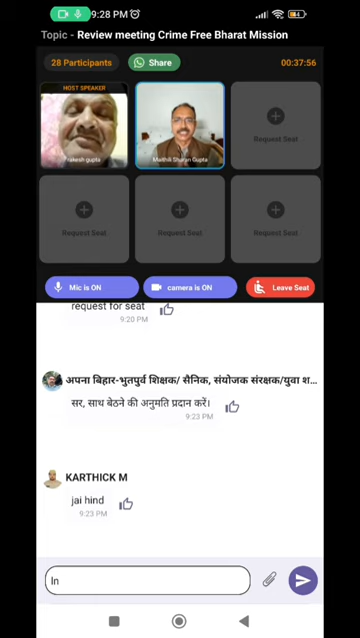 9:28 PM
Topic - Review meeting Crime Free Bharat Mission
28 Participants
Share
00:37:56
HOST SPEAKER
rakesh gupta
Maithili Sharan Gupta
Request Seat
Request Seat
Request Seat
Request Seat
Mic is ON
camera is ON
Leave Seat
request for seat
9:20 PM
अपना बिहार-भुतपुर्व शिक्षक/ सैनिक, संयोजक संरक्षक/युवा श...
सर, साथ बेठने की अनुमति प्रदान करें।
9:23 PM
KARTHICK M
jai hind
9:23 PM
In